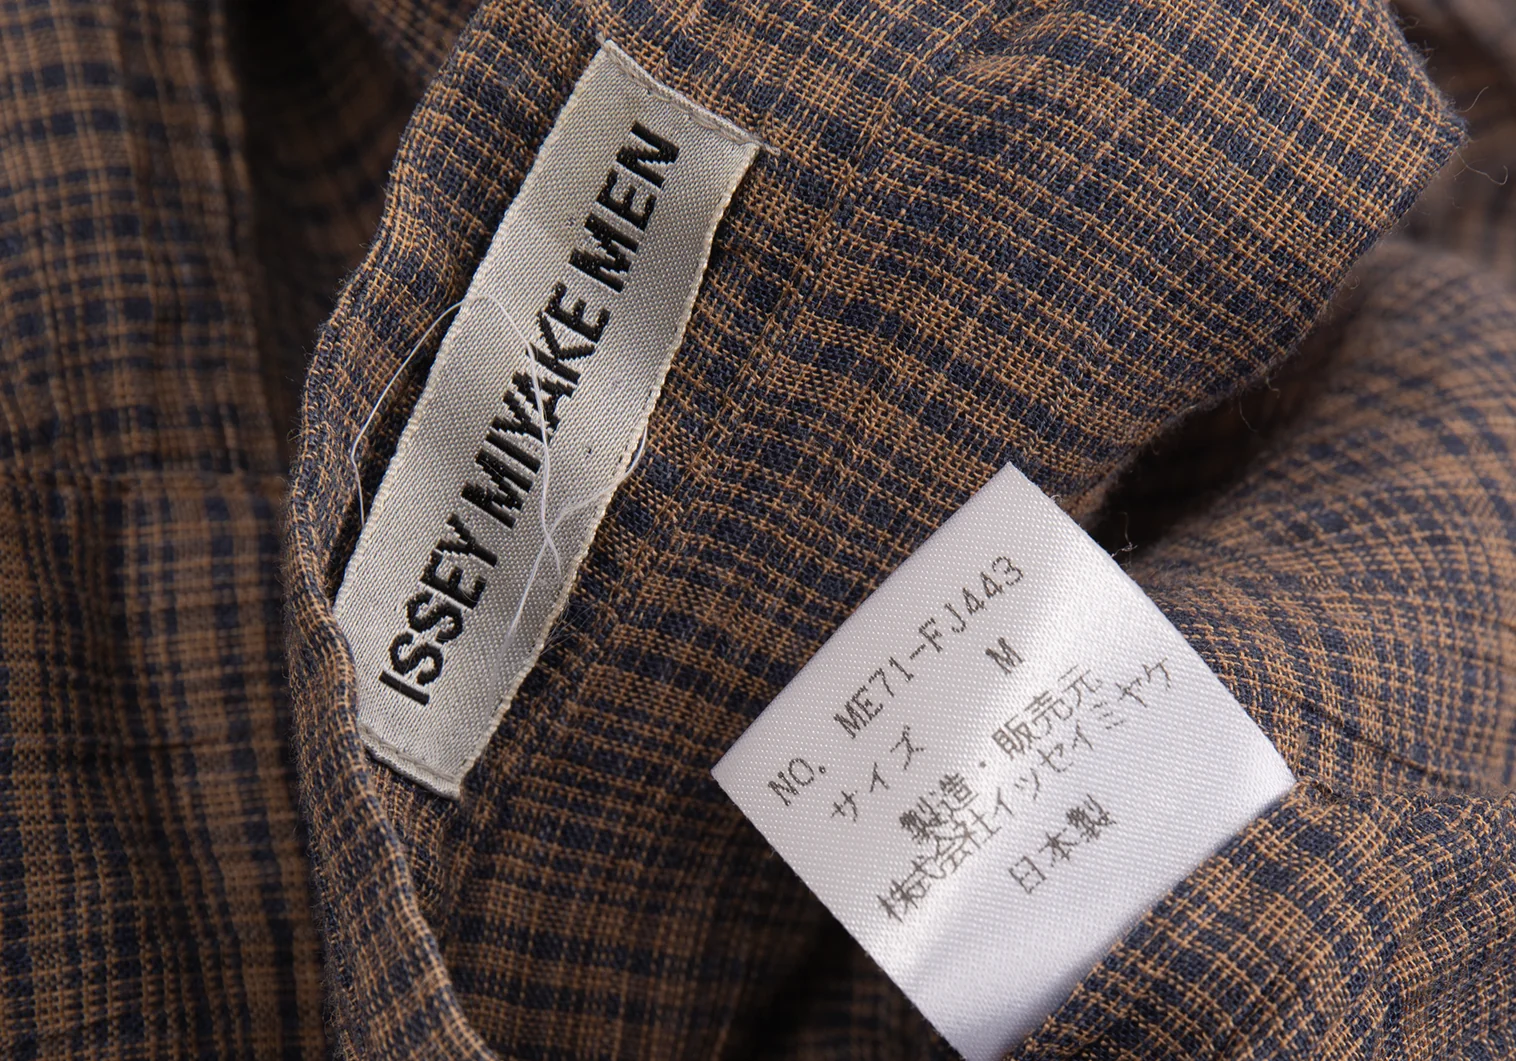 ISSEY MIYAKE MEN
NO. ME71-FJ443
サイズ M
製造・販売元
株式会社イッセイミヤケ
日本製